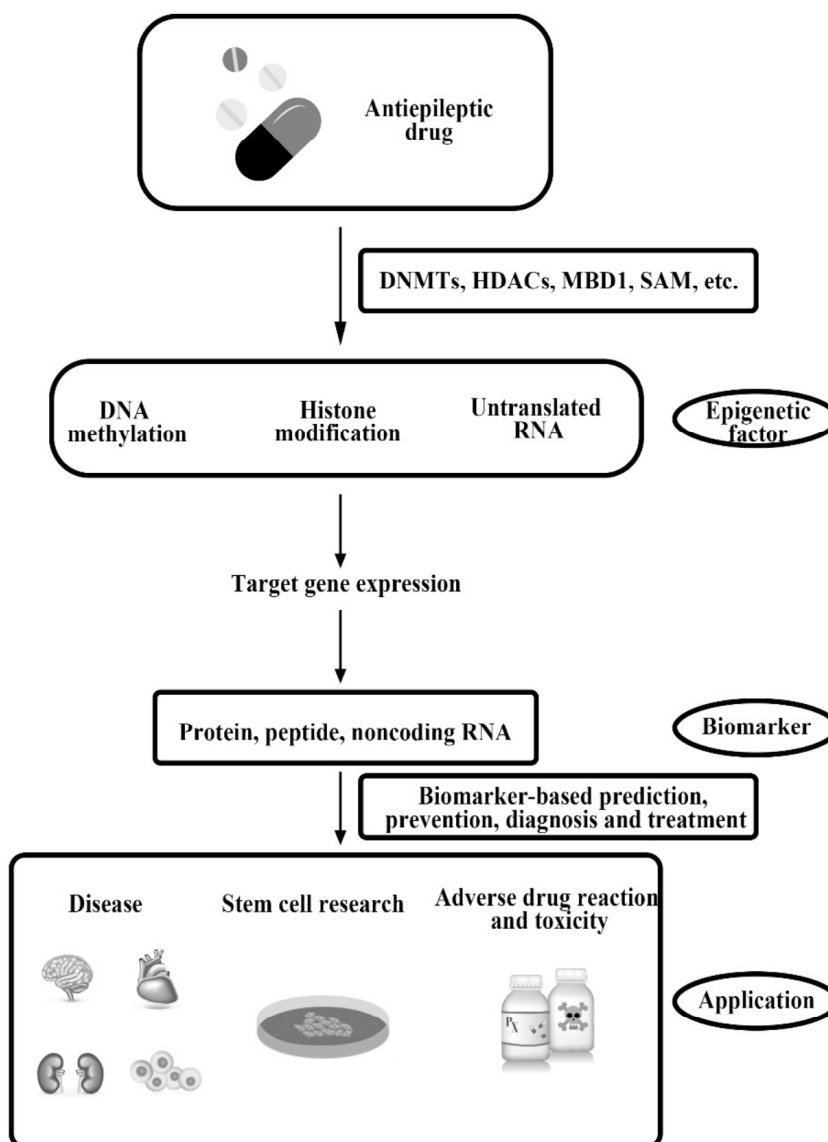 Antiepileptic
drug
DNMTs, HDACs, MBD1, SAM, etc.
DNA
methylation
Histone
modification
Untranslated
RNA
Epigenetic
factor
Target gene expression
Protein, peptide, noncoding RNA
Biomarker
Biomarker-based prediction,
prevention, diagnosis and treatment
Disease
Stem cell research
Adverse drug reaction
and toxicity
PX
Application